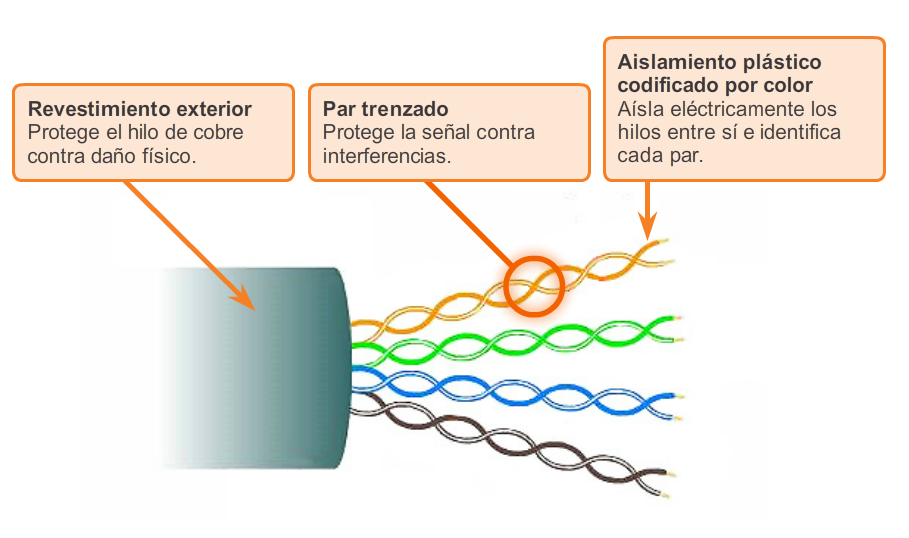 Revestimiento exterior
Protege el hilo de cobre
contra daño físico.
Par trenzado
Protege la señal contra
interferencias.
Aislamiento plástico
codificado por color
Aísla eléctricamente los
hilos entre sí e identifica
cada par.